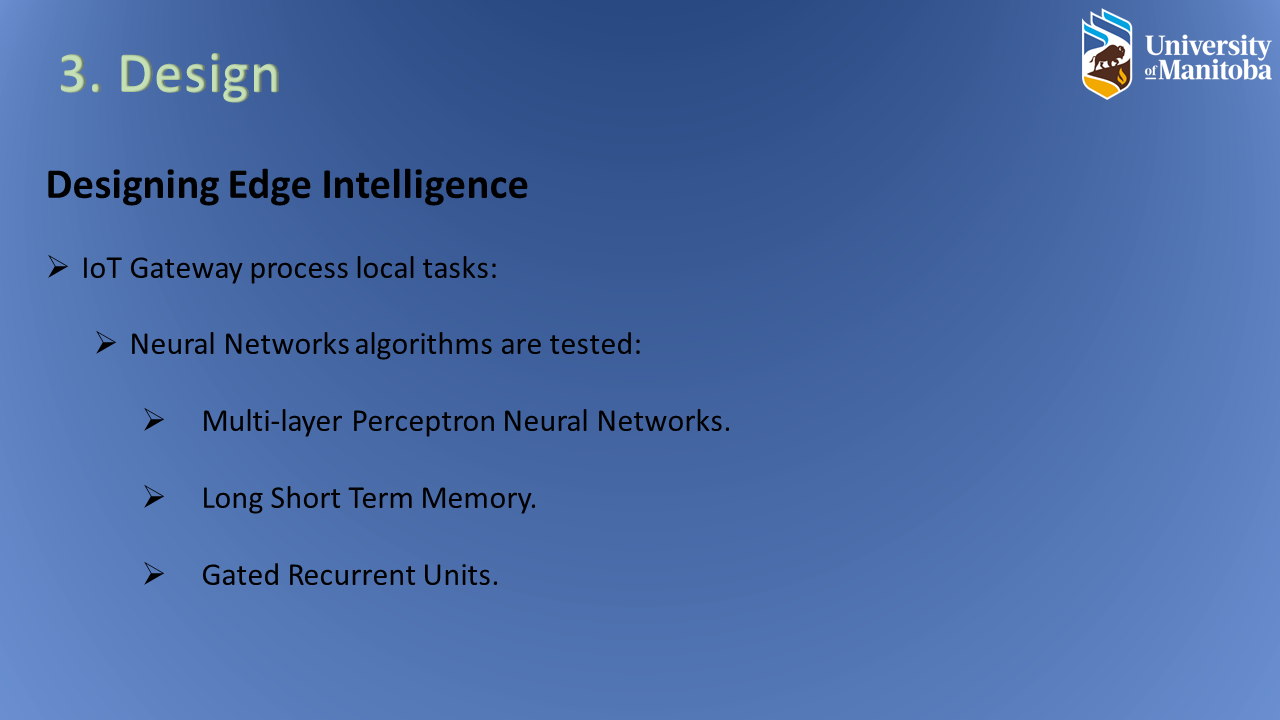 3. Design
University
of Manitoba
Designing Edge Intelligence
➢ IoT Gateway process local tasks:
➢ Neural Networks algorithms are tested:
➢ Multi-layer Perceptron Neural Networks.
➢ Long Short Term Memory.
➢ Gated Recurrent Units.